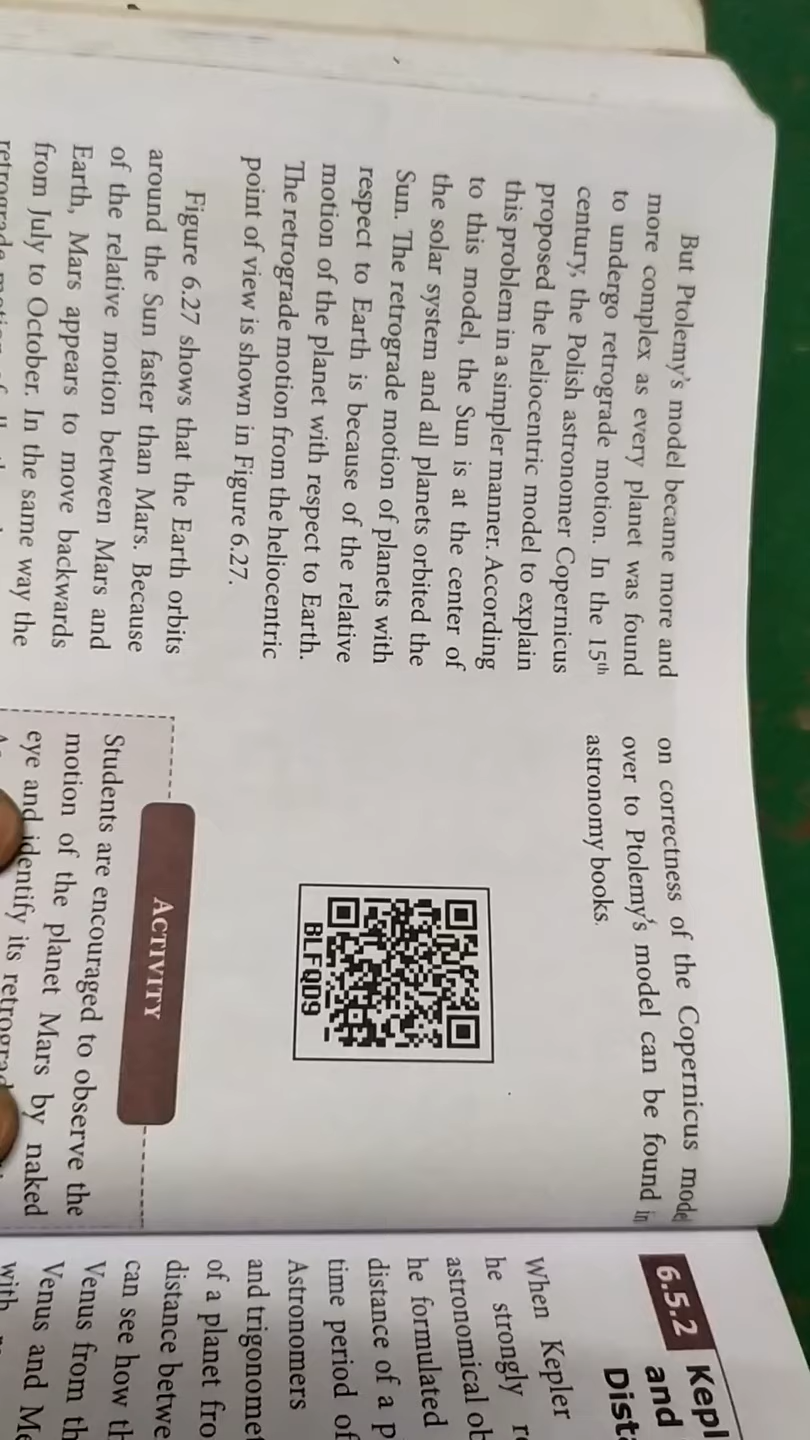 But Ptolemy's model became more and
more complex as every planet was found
to undergo retrograde motion. In the 15th
century, the Polish astronomer Copernicus
proposed the heliocentric model to explain
this problem in a simpler manner. According
to this model, the Sun is at the center of
the solar system and all planets orbited the
Sun. The retrograde motion of planets with
respect to Earth is because of the relative
motion of the planet with respect to Earth.
The retrograde motion from the heliocentric
point of view is shown in Figure 6.27.
Figure 6.27 shows that the Earth orbits
around the Sun faster than Mars. Because
of the relative motion between Mars and
Earth, Mars appears to move backwards
from July to October. In the same way the
on correctness of the Copernicus
over to Ptolemy's model can be found in
astronomy books.
BLFQD9
ACTIVITY
Students are encouraged to observe the
motion of the planet Mars by naked
eye and identify its
6.5.2
and
When Kepler
he strongly
astronomical
he formulated
distance of a
time period of
Astronomers
and
of a planet
distance
can see how
Venus from
Venus and
with